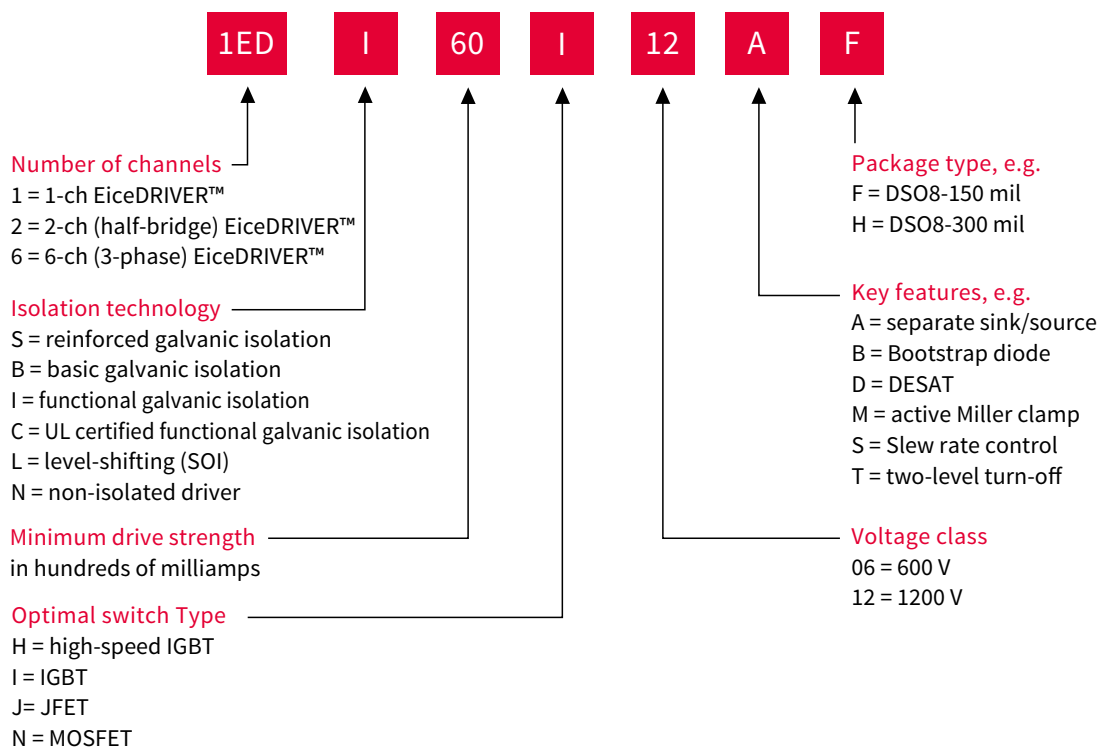 1ED I 60 I 12 A F
Number of channels
1 = 1-ch EiceDRIVER™
2 = 2-ch (half-bridge) EiceDRIVER™
6 = 6-ch (3-phase) EiceDRIVER™
Isolation technology
S = reinforced galvanic isolation
B = basic galvanic isolation
I = functional galvanic isolation
C = UL certified functional galvanic isolation
L = level-shifting (SOI)
N = non-isolated driver
Minimum drive strength
in hundreds of milliamps
Optimal switch Type
H = high-speed IGBT
I = IGBT
J= JFET
N = MOSFET
Package type, e.g.
F = DSO8-150 mil
H = DSO8-300 mil
Key features, e.g.
A = separate sink/source
B = Bootstrap diode
D = DESAT
M = active Miller clamp
S = Slew rate control
T = two-level turn-off
Voltage class
06 = 600 V
12 = 1200 V